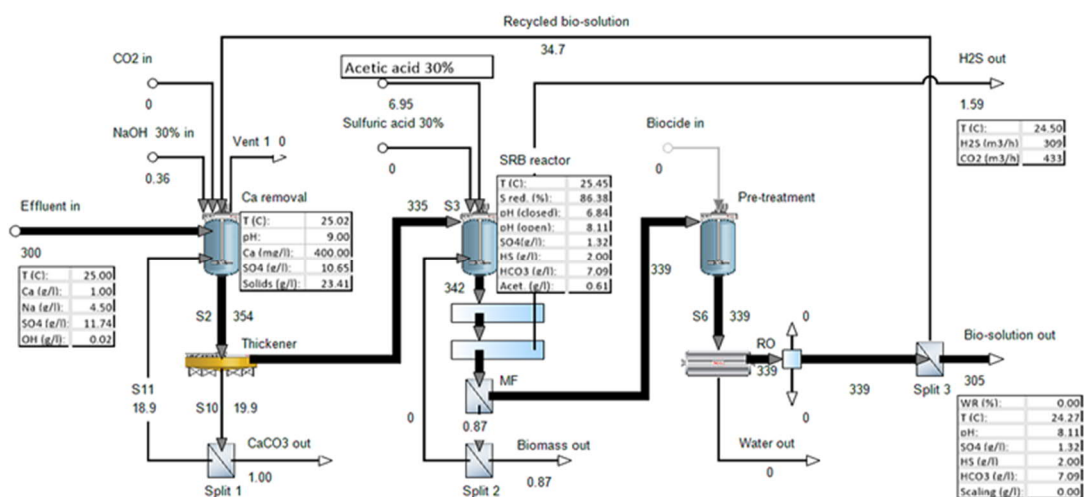 Recycled bio-solution
34.7
CO2 in
0
Acetic acid 30%
6.95
H2S out
1.59
T (C): 24.50
H2S (m3/h) 309
CO2 (m3/h) 433
NaOH 30% in
0.36
Vent 1 0
Sulfuric acid 30%
0
Biocide in
0
SRB reactor
T (C): 25.45
S red. (%): 86.38
pH (closed): 6.84
pH (open): 8.11
SO4(g/l): 1.32
HS (g/l): 2.00
HCO3 (g/l): 7.09
Acet. (g/l): 0.61
Pre-treatment
Effluent in
300
T (C): 25.00
Ca (g/l): 1.00
Na (g/l): 4.50
SO4 (g/l): 11.74
OH (g/l): 0.02
Ca removal
T (C): 25.02
pH: 9.00
Ca (mg/l): 400.00
SO4 (g/l): 10.65
Solids (g/l): 23.41
335 S3
342
339
S2 354
Thickener
S6 339
RO
339
0
0
339
Split 3
Bio-solution out
305
WR (%): 0.00
T (C): 24.27
pH: 8.11
SO4 (g/l): 1.32
HS (g/l) 2.00
HCO3 (g/l): 7.09
Scaling (g/l): 0.00
S11
18.9
S10 19.9
CaCO3 out
1.00
Split 1
0
MF
0.87
Biomass out
0.87
Split 2
Water out
0